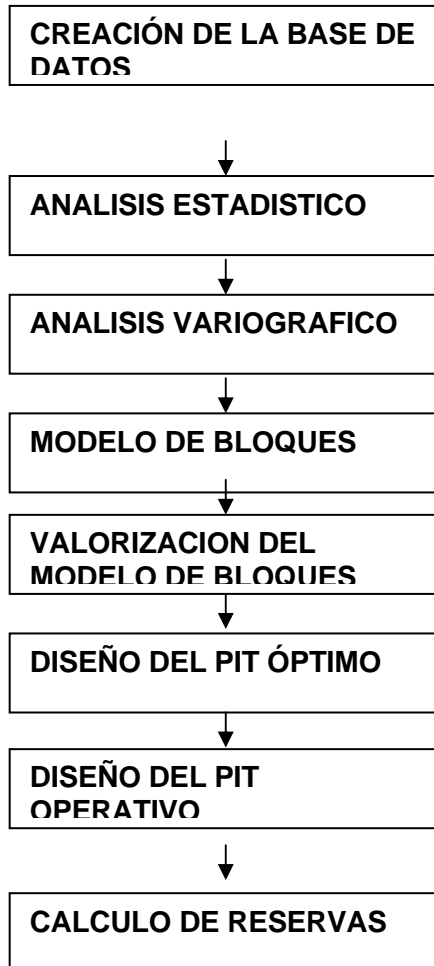 CREACIÓN DE LA BASE DE
DATOS
ANALISIS ESTADISTICO
ANALISIS VARIOGRAFICO
MODELO DE BLOQUES
VALORIZACION DEL
MODELO DE BLOQUES
DISEÑO DEL PIT ÓPTIMO
DISEÑO DEL PIT
OPERATIVO
CALCULO DE RESERVAS